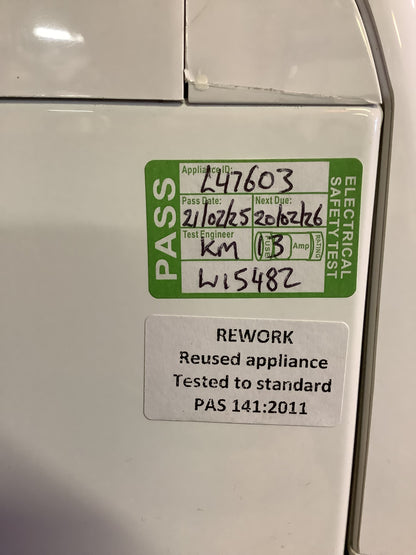 PASS
Appliance ID:
L47603
Pass Date: Next Due:
21/02/25 20/02/26
Test Engineer
KM 13 Amp
FUSE RATING
W15482
ELECTRICAL
SAFETY TEST
REWORK
Reused appliance
Tested to standard
PAS 141:2011